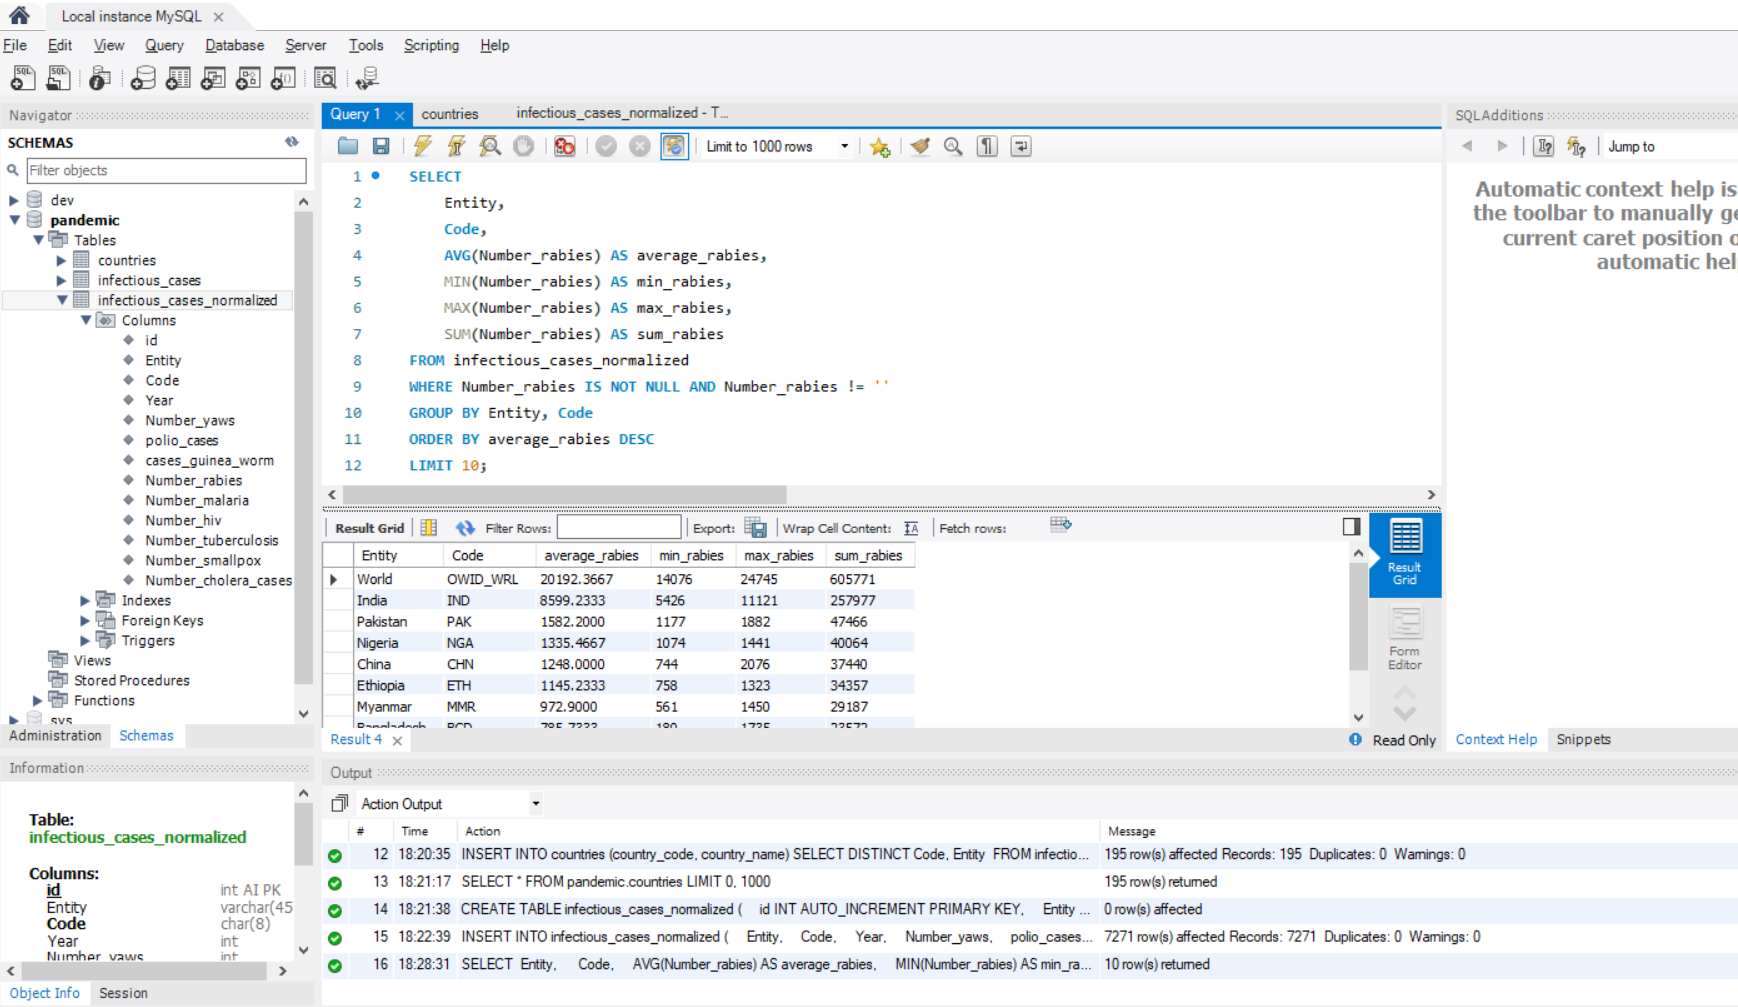 Local instance MySQL
File Edit View Query Database Server Tools Scripting Help
Navigator
SCHEMAS
Filter objects
dev
pandemic
Tables
countries
infectious_cases
infectious_cases_normalized
Columns
id
Entity
Code
Year
Number_yaws
polio_cases
cases_guinea_worm
Number_rabies
Number_malaria
Number_hiv
Number_tuberculosis
Number_smallpox
Number_cholera_cases
Indexes
Foreign Keys
Triggers
Views
Stored Procedures
Functions
sys
Administration Schemas
Information
Table:
infectious_cases_normalized
Columns:
id int AI PK
Entity varchar(45
Code char(8)
Year int
Number_yaws int
Object Info Session
Query 1 countries infectious_cases_normalized - T...
Limit to 1000 rows
1 SELECT
2 Entity,
3 Code,
4 AVG(Number_rabies) AS average_rabies,
5 MIN(Number_rabies) AS min_rabies,
6 MAX(Number_rabies) AS max_rabies,
7 SUM(Number_rabies) AS sum_rabies
8 FROM infectious_cases_normalized
9 WHERE Number_rabies IS NOT NULL AND Number_rabies != ''
10 GROUP BY Entity, Code
11 ORDER BY average_rabies DESC
12 LIMIT 10;
Result Grid Filter Rows: Export: Wrap Cell Content: Fetch rows:
Entity Code average_rabies min_rabies max_rabies sum_rabies
World OWID_WRL 20192.3667 14076 24745 605771
India IND 8599.2333 5426 11121 257977
Pakistan PAK 1582.2000 1177 1882 47466
Nigeria NGA 1335.4667 1074 1441 40064
China CHN 1248.0000 744 2076 37440
Ethiopia ETH 1145.2333 758 1323 34357
Myanmar MMR 972.9000 561 1450 29187
Bangladesh BGD 785.7333 180 1735 23572
Result Grid
Form Editor
Result 4
Read Only
SQLAdditions
Jump to
Automatic context help is
the toolbar to manually ge
current caret position o
automatic hel
Context Help Snippets
Output
Action Output
# Time Action Message
12 18:20:35 INSERT INTO countries (country_code, country_name) SELECT DISTINCT Code, Entity FROM infectio... 195 row(s) affected Records: 195 Duplicates: 0 Warnings: 0
13 18:21:17 SELECT * FROM pandemic.countries LIMIT 0, 1000 195 row(s) returned
14 18:21:38 CREATE TABLE infectious_cases_normalized ( id INT AUTO_INCREMENT PRIMARY KEY, Entity ... 0 row(s) affected
15 18:22:39 INSERT INTO infectious_cases_normalized ( Entity, Code, Year, Number_yaws, polio_cases... 7271 row(s) affected Records: 7271 Duplicates: 0 Warnings: 0
16 18:28:31 SELECT Entity, Code, AVG(Number_rabies) AS average_rabies, MIN(Number_rabies) AS min_ra... 10 row(s) returned